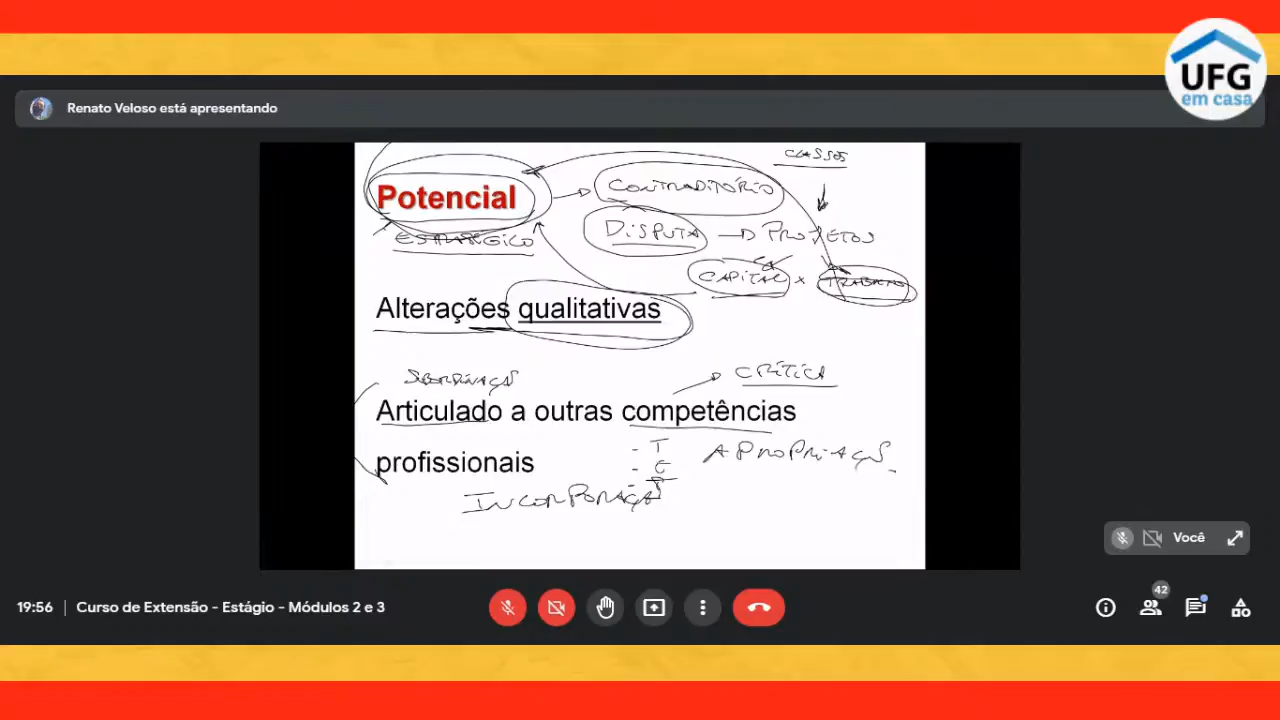 UFG
em casa
Renato Veloso está apresentando
CLASSES
Potencial
CONTRADITÓRIO
ESTRATÉGICO
DISPUTA → PROJETOS
CAPITAL x TRABALHO
Alterações qualitativas
CRÍTICA
Articulado a outras competências
- T
APROPRIAÇÃO
profissionais
- E
- P
INCORPORAÇÃO
Você
19:56 | Curso de Extensão - Estágio - Módulos 2 e 3
42